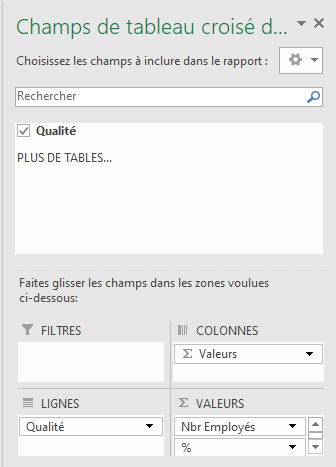 Champs de tableau croisé d...
Choisissez les champs à inclure dans le rapport :
Rechercher
Qualité
PLUS DE TABLES...
Faites glisser les champs dans les zones voulues
ci-dessous:
FILTRES
COLONNES
Σ Valeurs
LIGNES
Σ VALEURS
Qualité
Nbr Employés
%